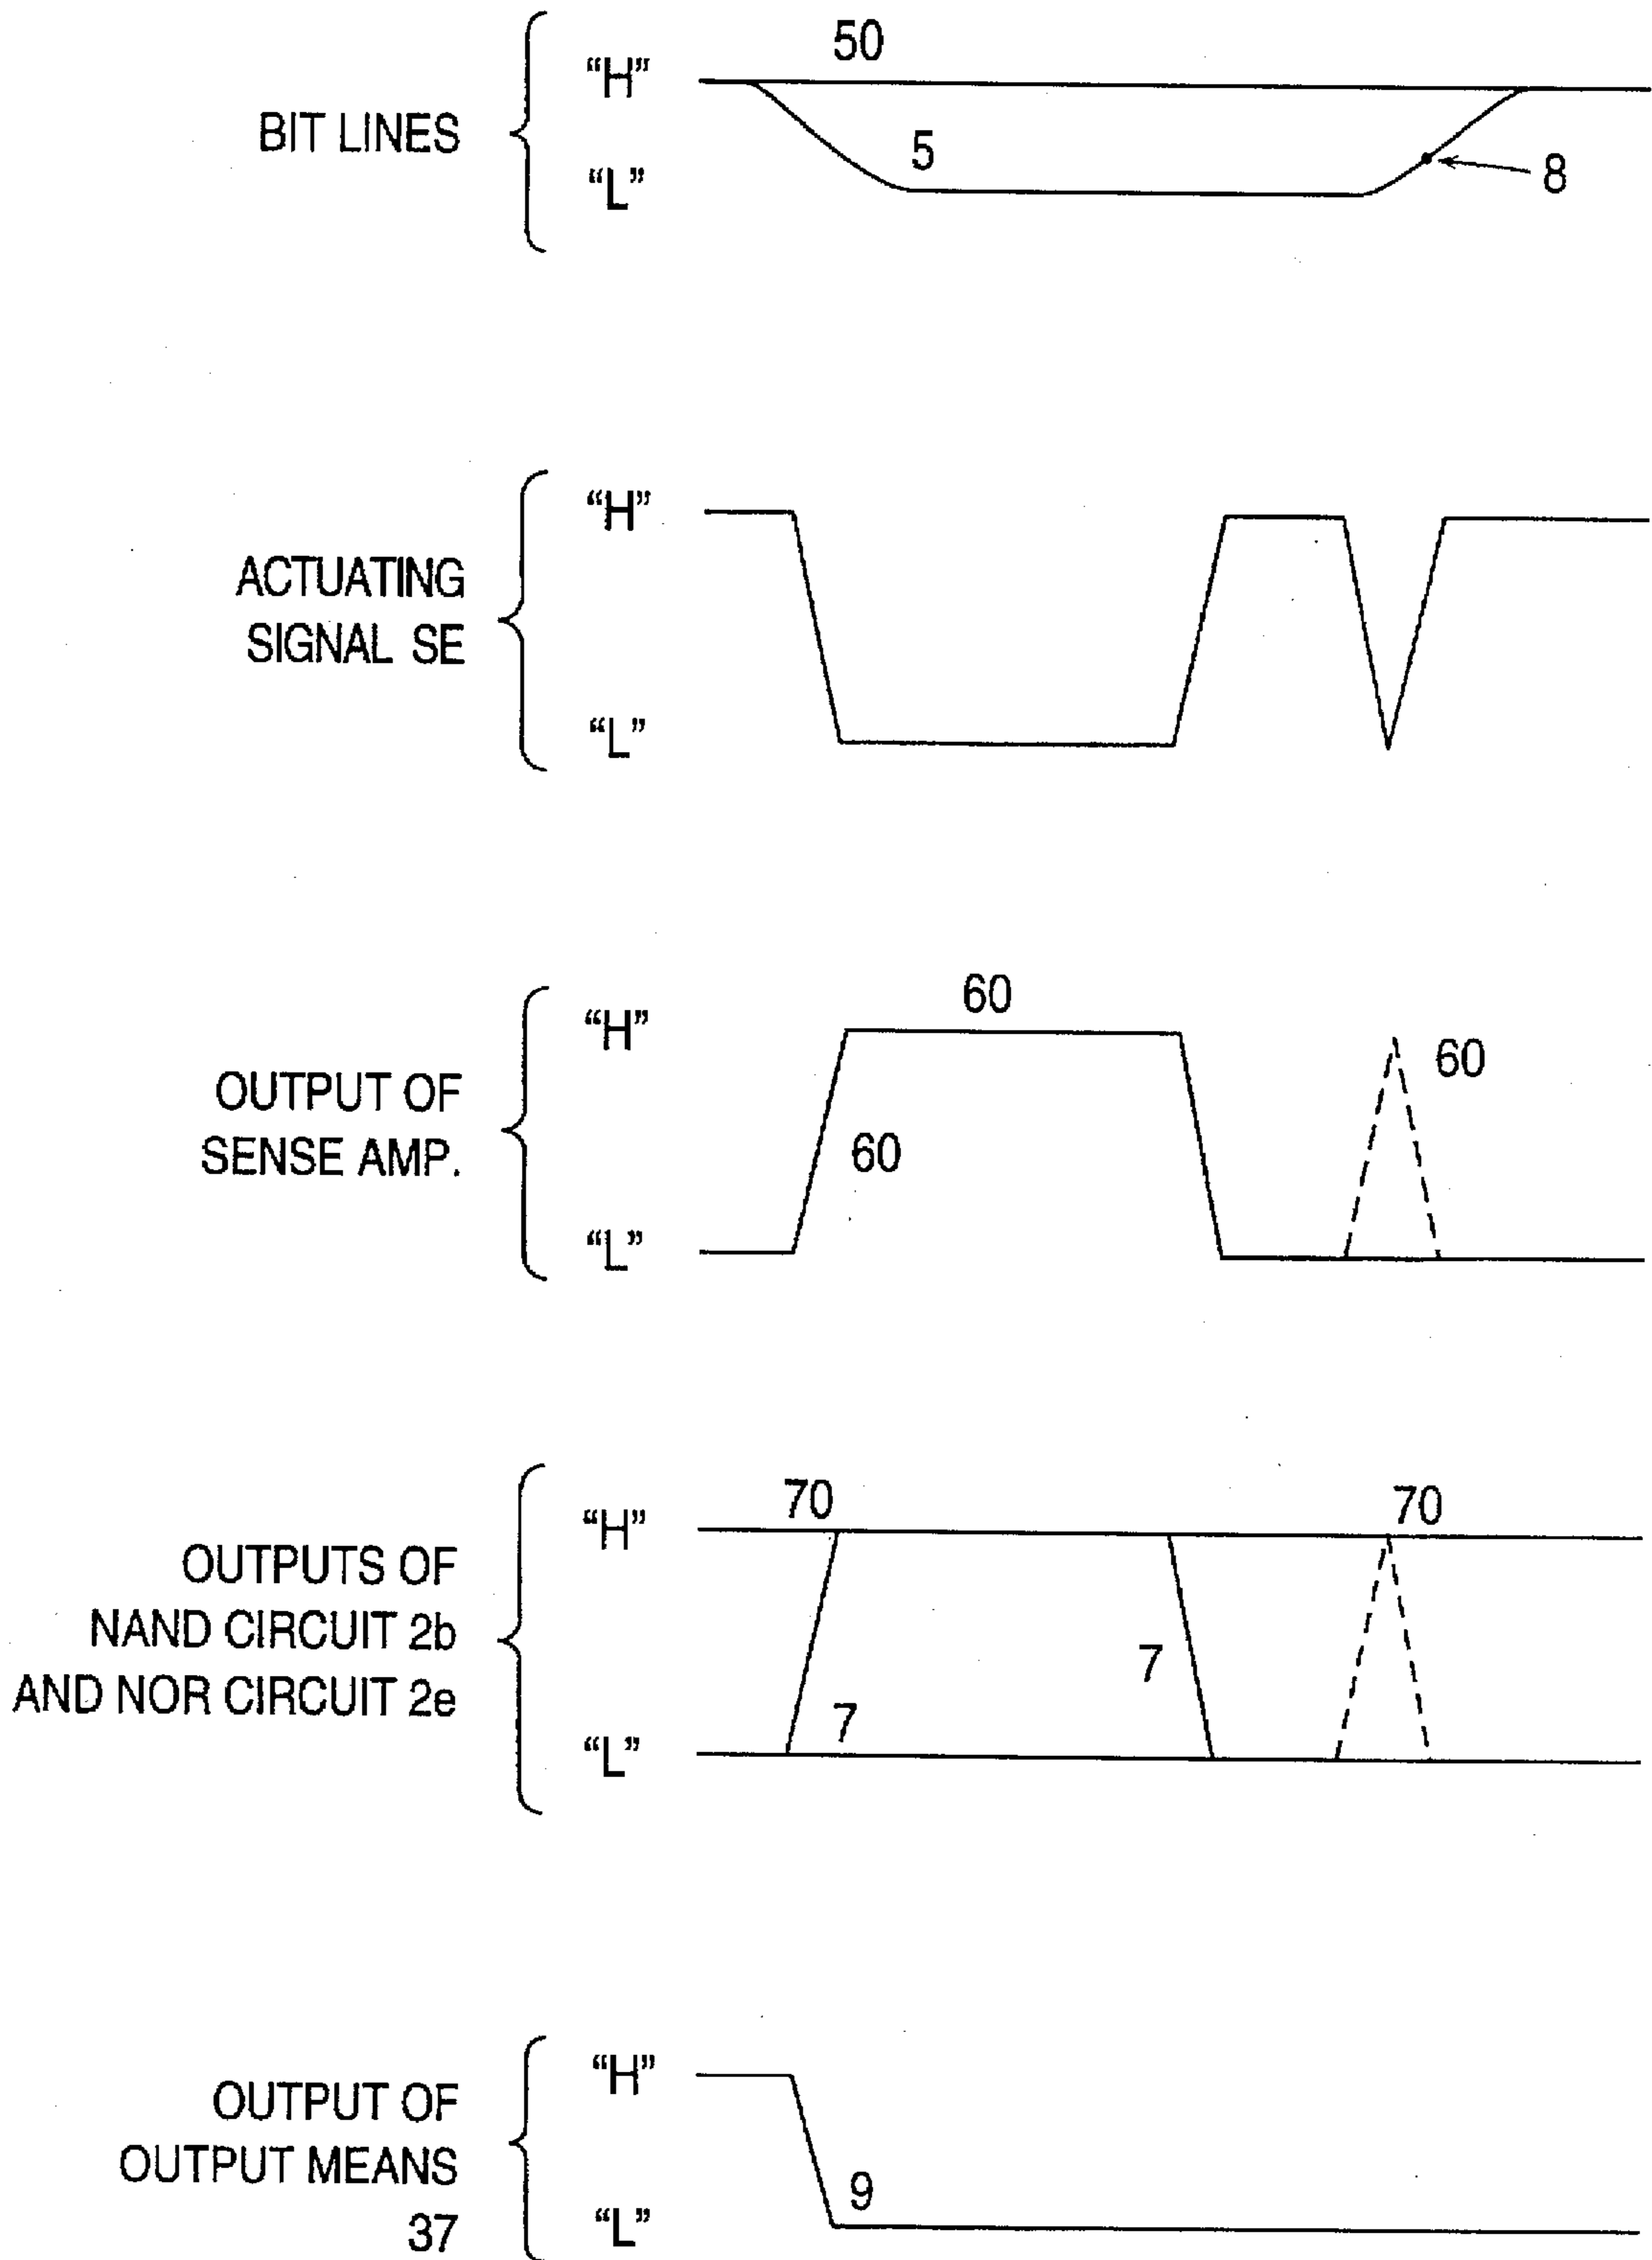 50
“H”
BIT LINES
5
“L”
8
“H”
ACTUATING
SIGNAL SE
“L”
60
“H”
60
OUTPUT OF
SENSE AMP.
60
“L”
70
70
“H”
OUTPUTS OF
NAND CIRCUIT 2b
7
AND NOR CIRCUIT 2e
7
“L”
“H”
OUTPUT OF
OUTPUT MEANS
9
37
“L”